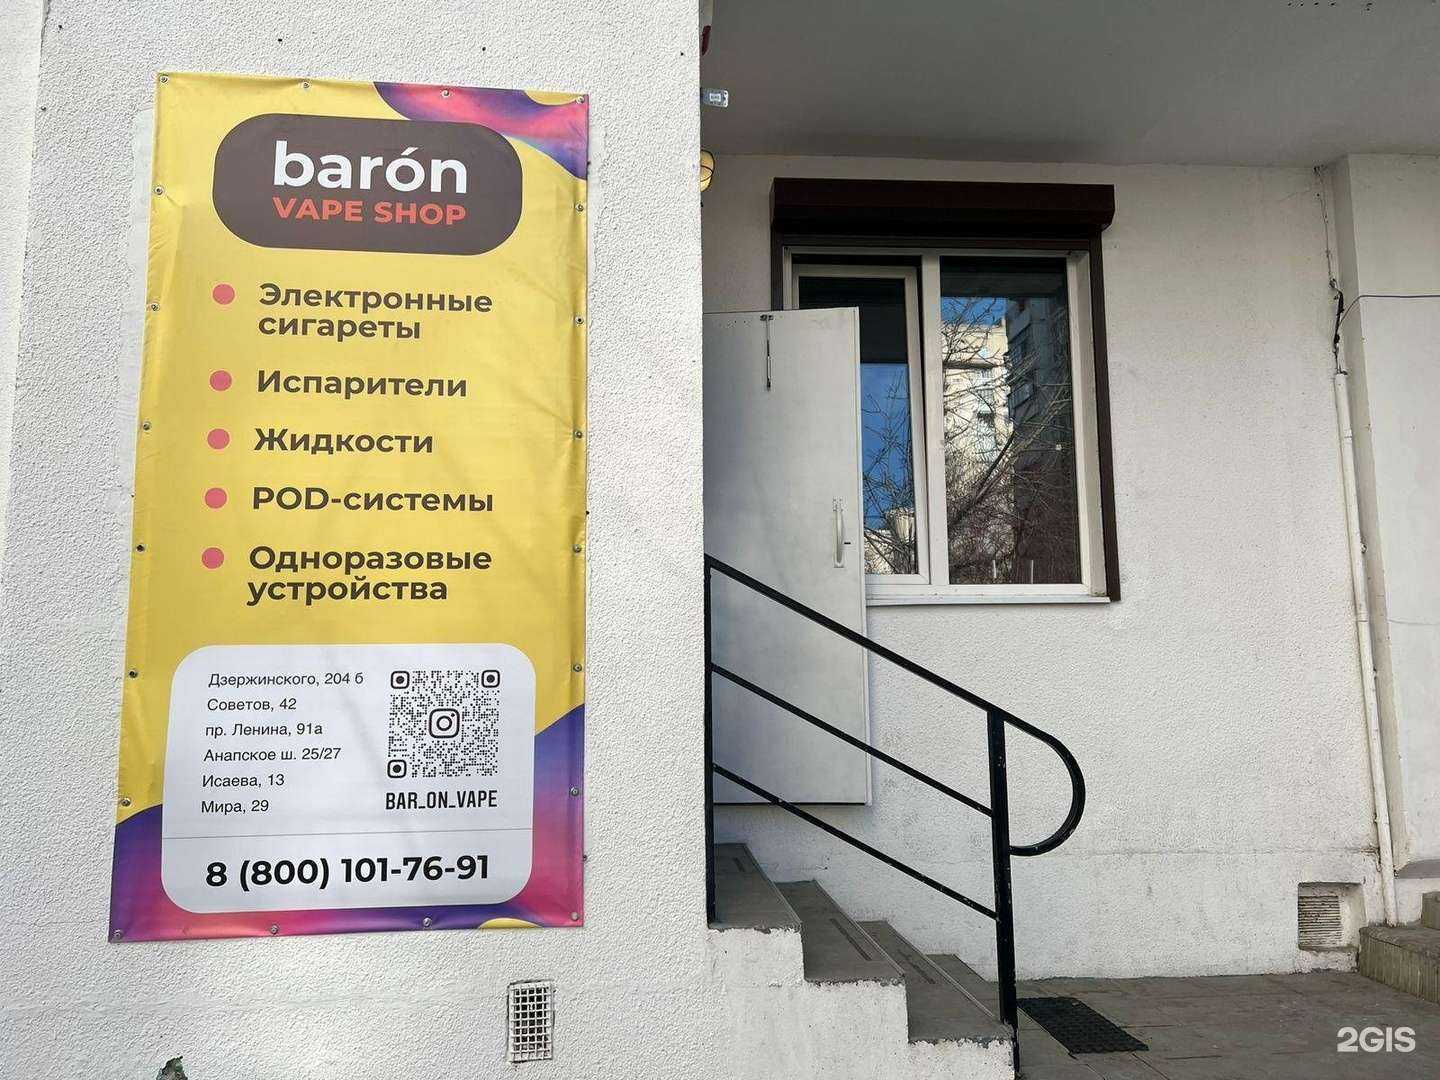 barón
VAPE SHOP
Электронные
сигареты
Испарители
Жидкости
POD-системы
Одноразовые
устройства
Дзержинского, 204 б
Советов, 42
пр. Ленина, 91а
Анапское ш. 25/27
Исаева, 13
Мира, 29
BAR_ON_VAPE
8 (800) 101-76-91
2GIS